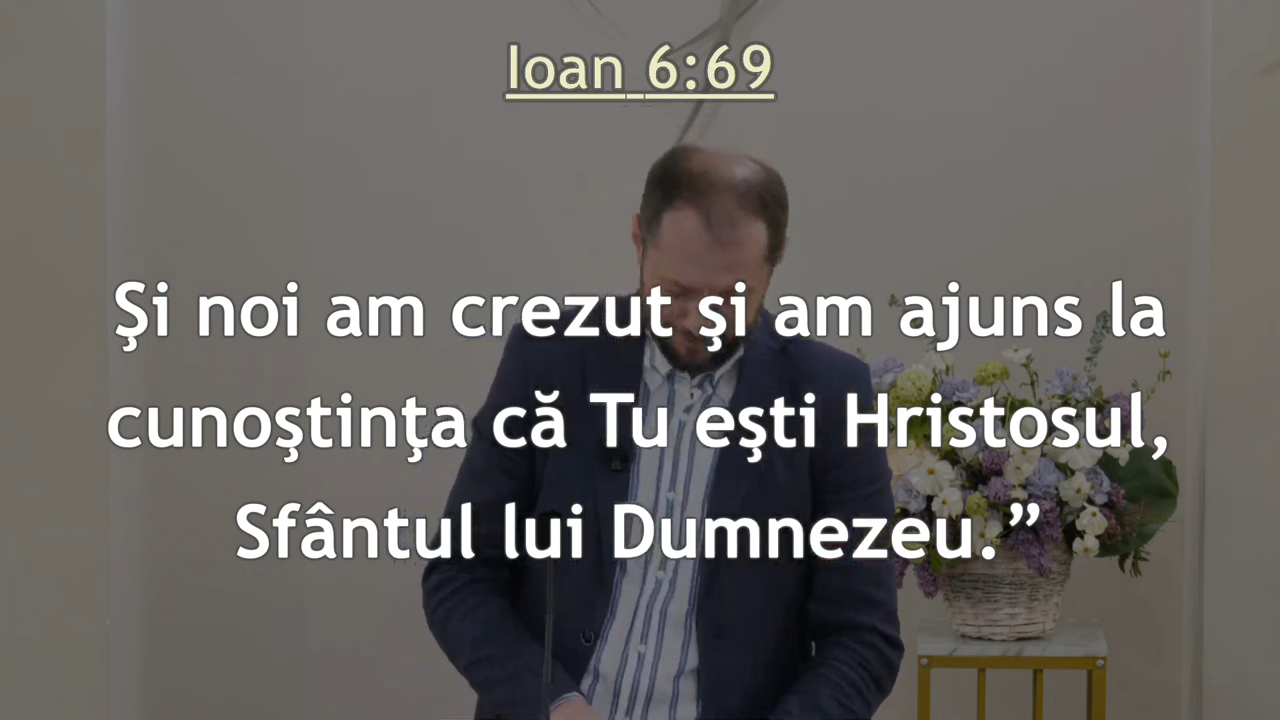 Ioan 6:69
Şi noi am crezut şi am ajuns la
cunoştinţa că Tu eşti Hristosul,
Sfântul lui Dumnezeu.”